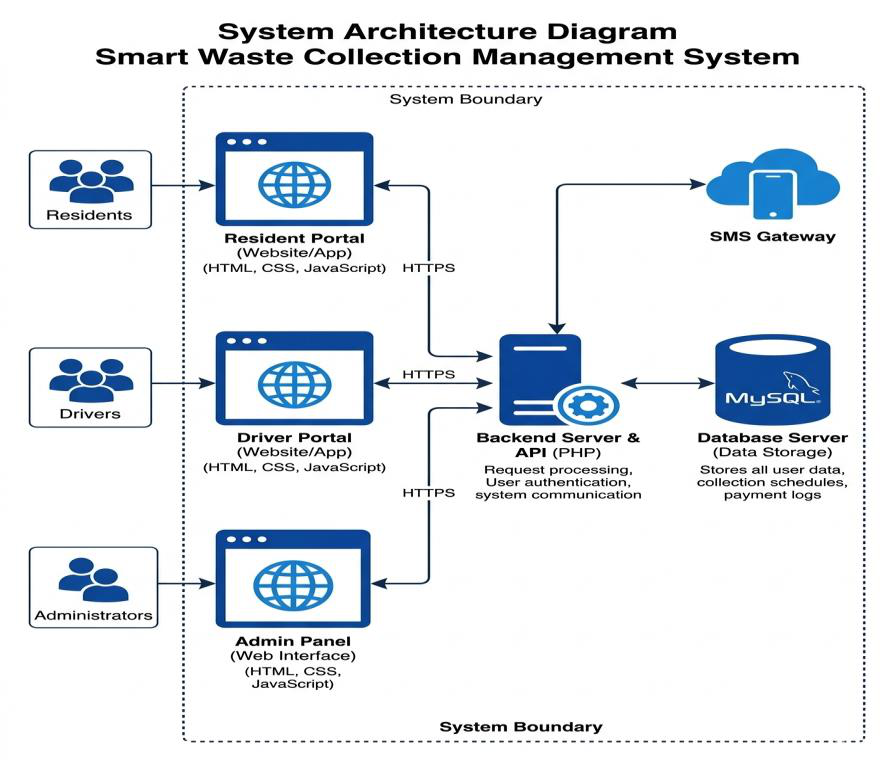 System Architecture Diagram
Smart Waste Collection Management System
System Boundary
Residents
Resident Portal
(Website/App)
(HTML, CSS, JavaScript)
HTTPS
SMS Gateway
Drivers
Driver Portal
(Website/App)
(HTML, CSS, JavaScript)
HTTPS
HTTPS
Backend Server &
API (PHP)
Request processing,
User authentication,
system communication
MySQL
Database Server
(Data Storage)
Stores all user data,
collection schedules,
payment logs
Administrators
Admin Panel
(Web Interface)
(HTML, CSS,
JavaScript)
System Boundary